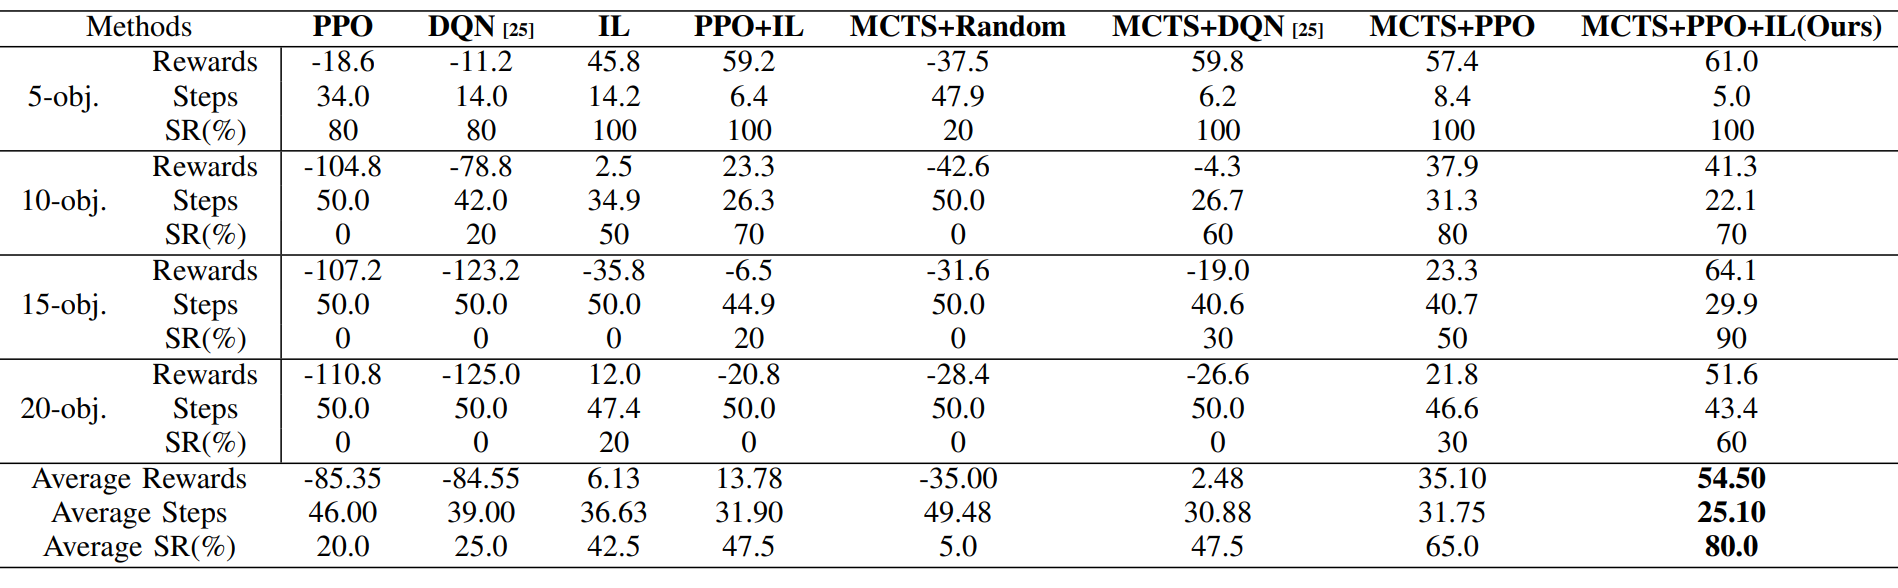 Methods PPO DQN [25] IL PPO+IL MCTS+Random MCTS+DQN [25] MCTS+PPO MCTS+PPO+IL(Ours)
Rewards -18.6 -11.2 45.8 59.2 -37.5 59.8 57.4 61.0
5-obj. Steps 34.0 14.0 14.2 6.4 47.9 6.2 8.4 5.0
SR(%) 80 80 100 100 20 100 100 100
Rewards -104.8 -78.8 2.5 23.3 -42.6 -4.3 37.9 41.3
10-obj. Steps 50.0 42.0 34.9 26.3 50.0 26.7 31.3 22.1
SR(%) 0 20 50 70 0 60 80 70
Rewards -107.2 -123.2 -35.8 -6.5 -31.6 -19.0 23.3 64.1
15-obj. Steps 50.0 50.0 50.0 44.9 50.0 40.6 40.7 29.9
SR(%) 0 0 0 20 0 30 50 90
Rewards -110.8 -125.0 12.0 -20.8 -28.4 -26.6 21.8 51.6
20-obj. Steps 50.0 50.0 47.4 50.0 50.0 50.0 46.6 43.4
SR(%) 0 0 20 0 0 0 30 60
Average Rewards -85.35 -84.55 6.13 13.78 -35.00 2.48 35.10 54.50
Average Steps 46.00 39.00 36.63 31.90 49.48 30.88 31.75 25.10
Average SR(%) 20.0 25.0 42.5 47.5 5.0 47.5 65.0 80.0